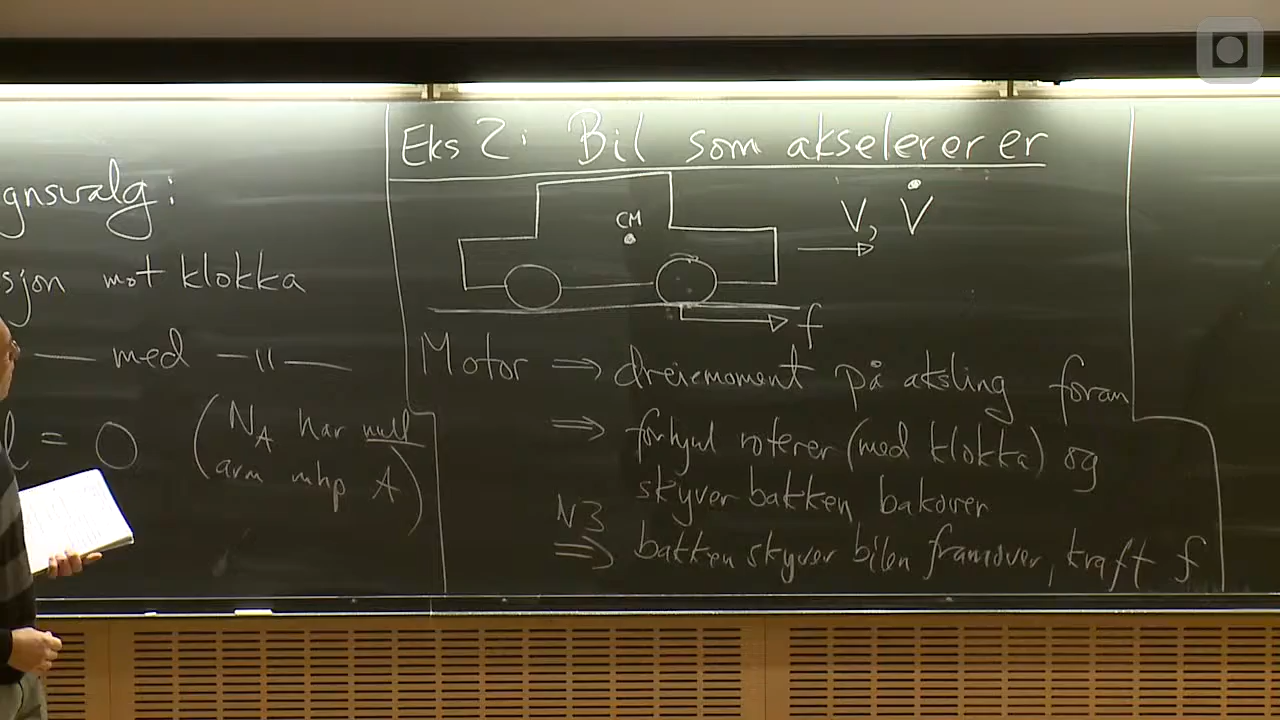 gnsvalg:
sjon mot klokka
— med —〃—
l = 0 (N_A har null
arm mhp A)
Eks 2: Bil som akselererer
CM
V, V̇
f
Motor ⇒ dreiemoment på aksling foran
⇒ forhjul roterer (med klokka) og
skyver bakken bakover
N3
⇒ bakken skyver bilen framover, kraft f